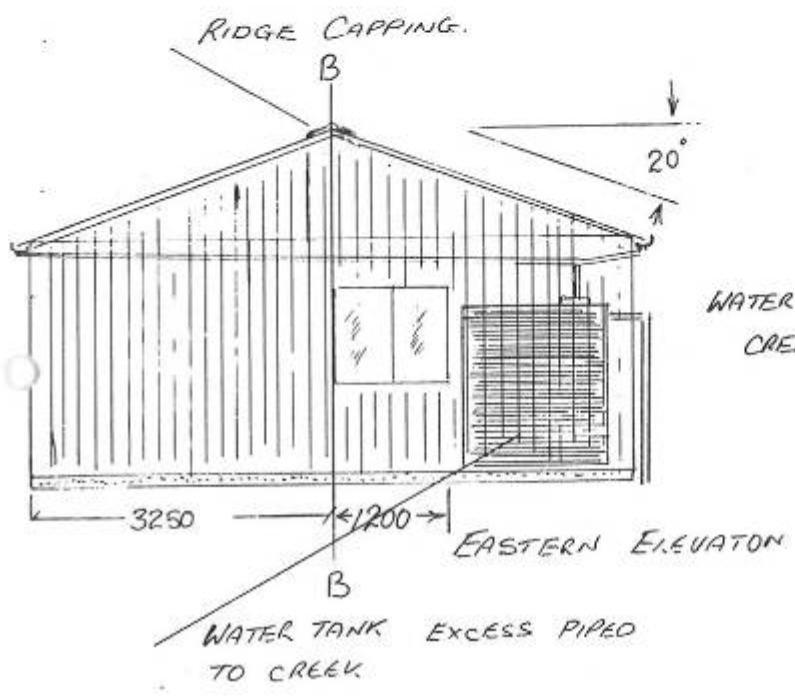 RIDGE CAPPING.
B
20°
WATER
CRE
3250
1200
EASTERN ELEVATON
B
WATER TANK EXCESS PIPED
TO CREEK.